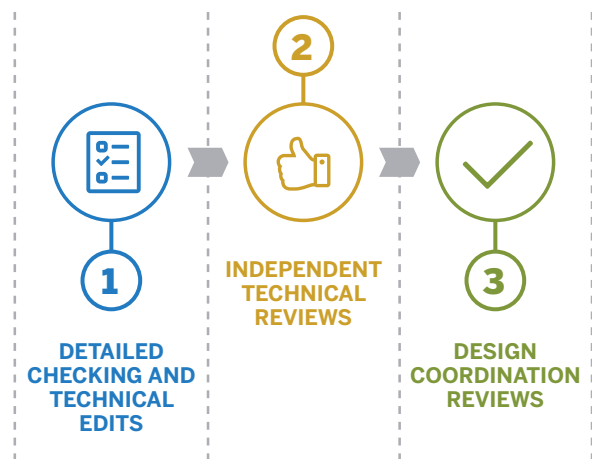 1
DETAILED
CHECKING AND
TECHNICAL
EDITS
2
INDEPENDENT
TECHNICAL
REVIEWS
3
DESIGN
COORDINATION
REVIEWS